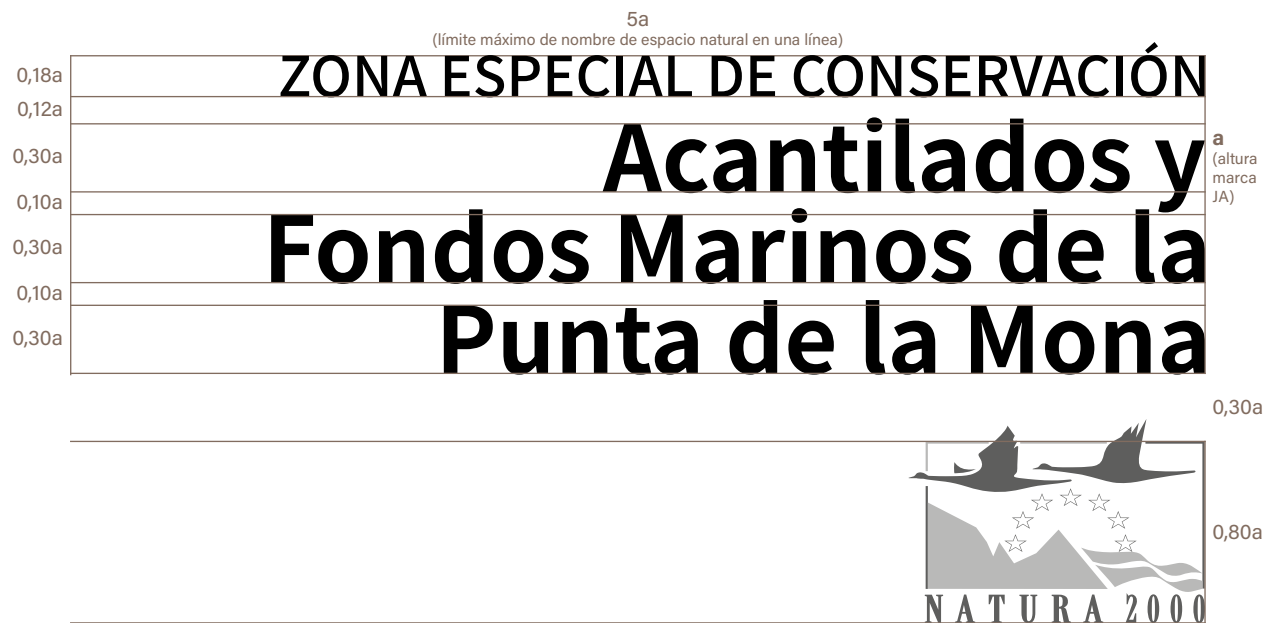 5a
(límite máximo de nombre de espacio natural en una línea)
0,18a
ZONA ESPECIAL DE CONSERVACIÓN
0,12a
0,30a
Acantilados y
a
(altura
marca
JA)
0,10a
0,30a
Fondos Marinos de la
0,10a
0,30a
Punta de la Mona
0,30a
0,80a
NATURA 2000